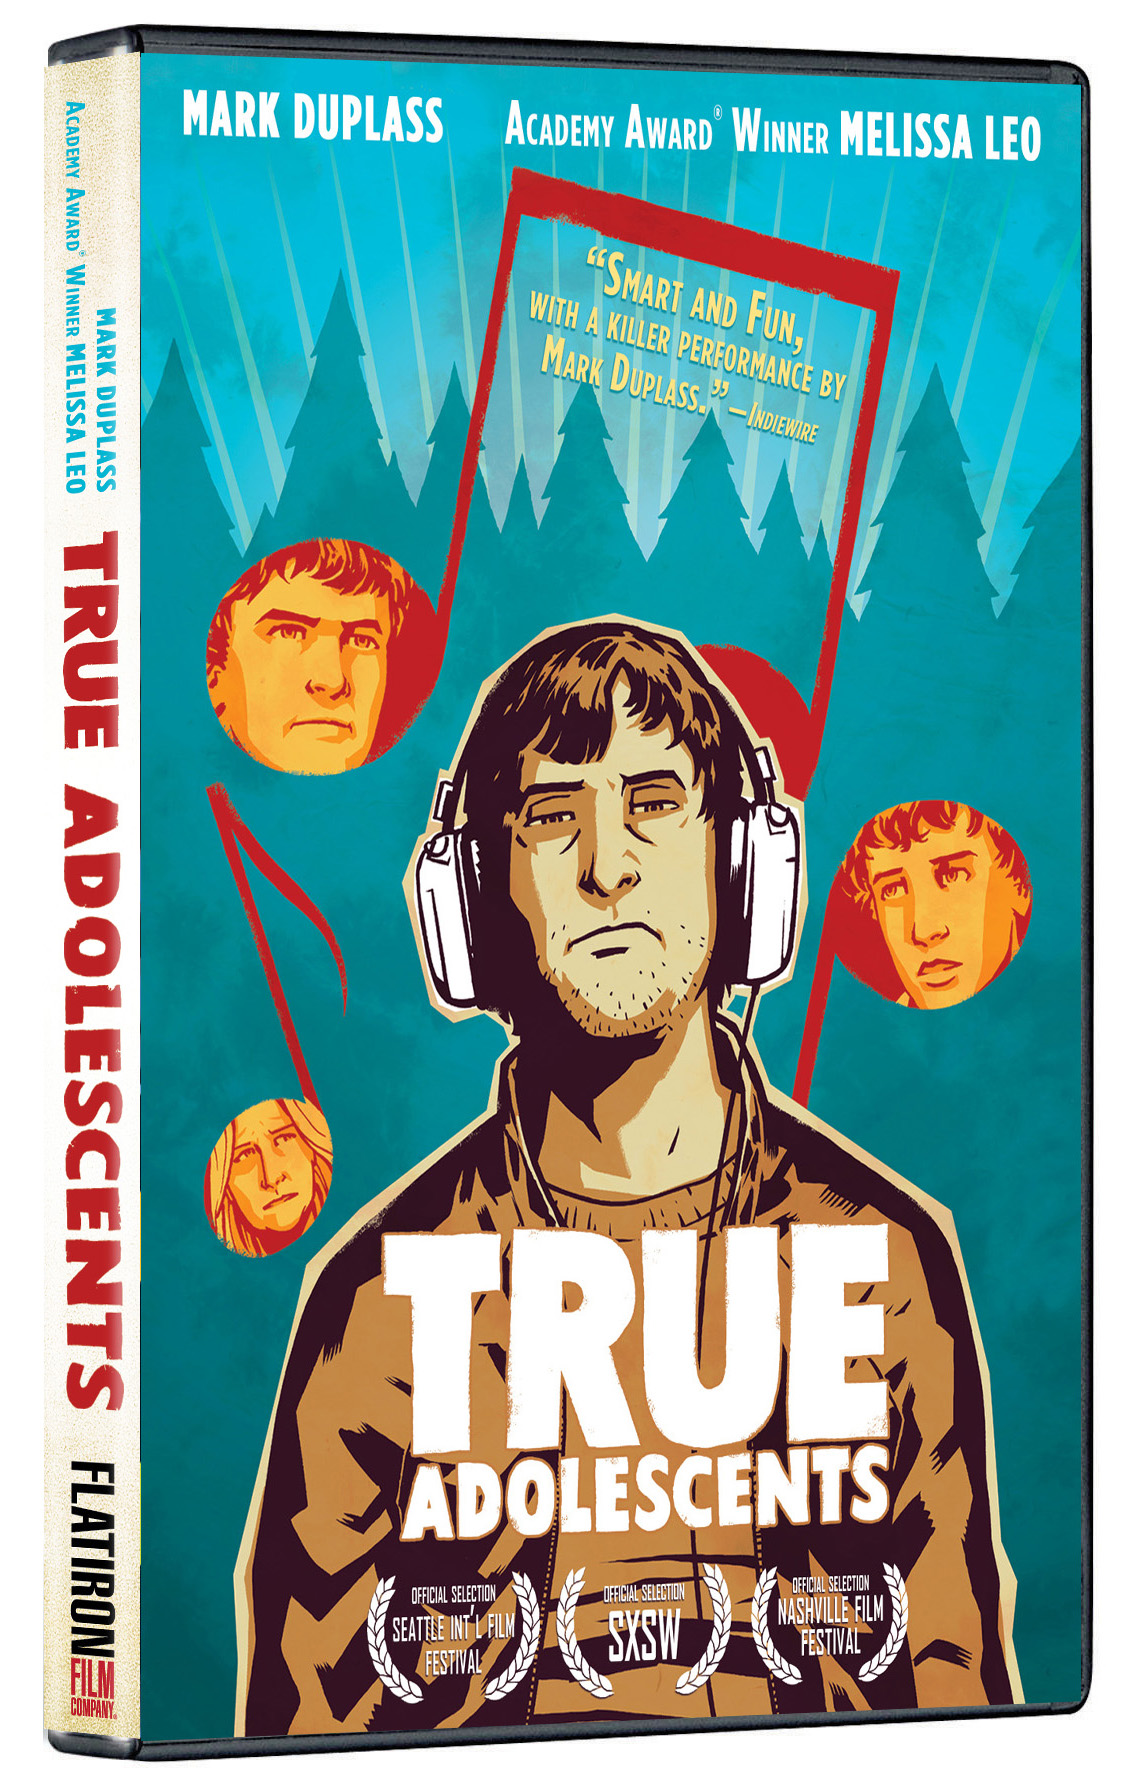 MARK DUPLASS
ACADEMY AWARD® WINNER MELISSA LEO
“SMART AND FUN,
WITH A KILLER PERFORMANCE BY
MARK DUPLASS.” —INDIEWIRE
TRUE
ADOLESCENTS
OFFICIAL SELECTION
SEATTLE INT'L FILM
FESTIVAL
OFFICIAL SELECTION
SXSW
OFFICIAL SELECTION
NASHVILLE FILM
FESTIVAL
MARK DUPLASS
ACADEMY AWARD® WINNER MELISSA LEO
TRUE ADOLESCENTS
FLATIRON
FILM
COMPANY®